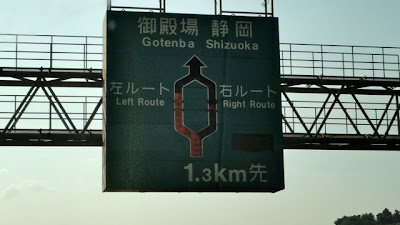 御殿場 静岡
Gotenba Shizuoka
左ルート 右ルート
Left Route Right Route
1.3km先